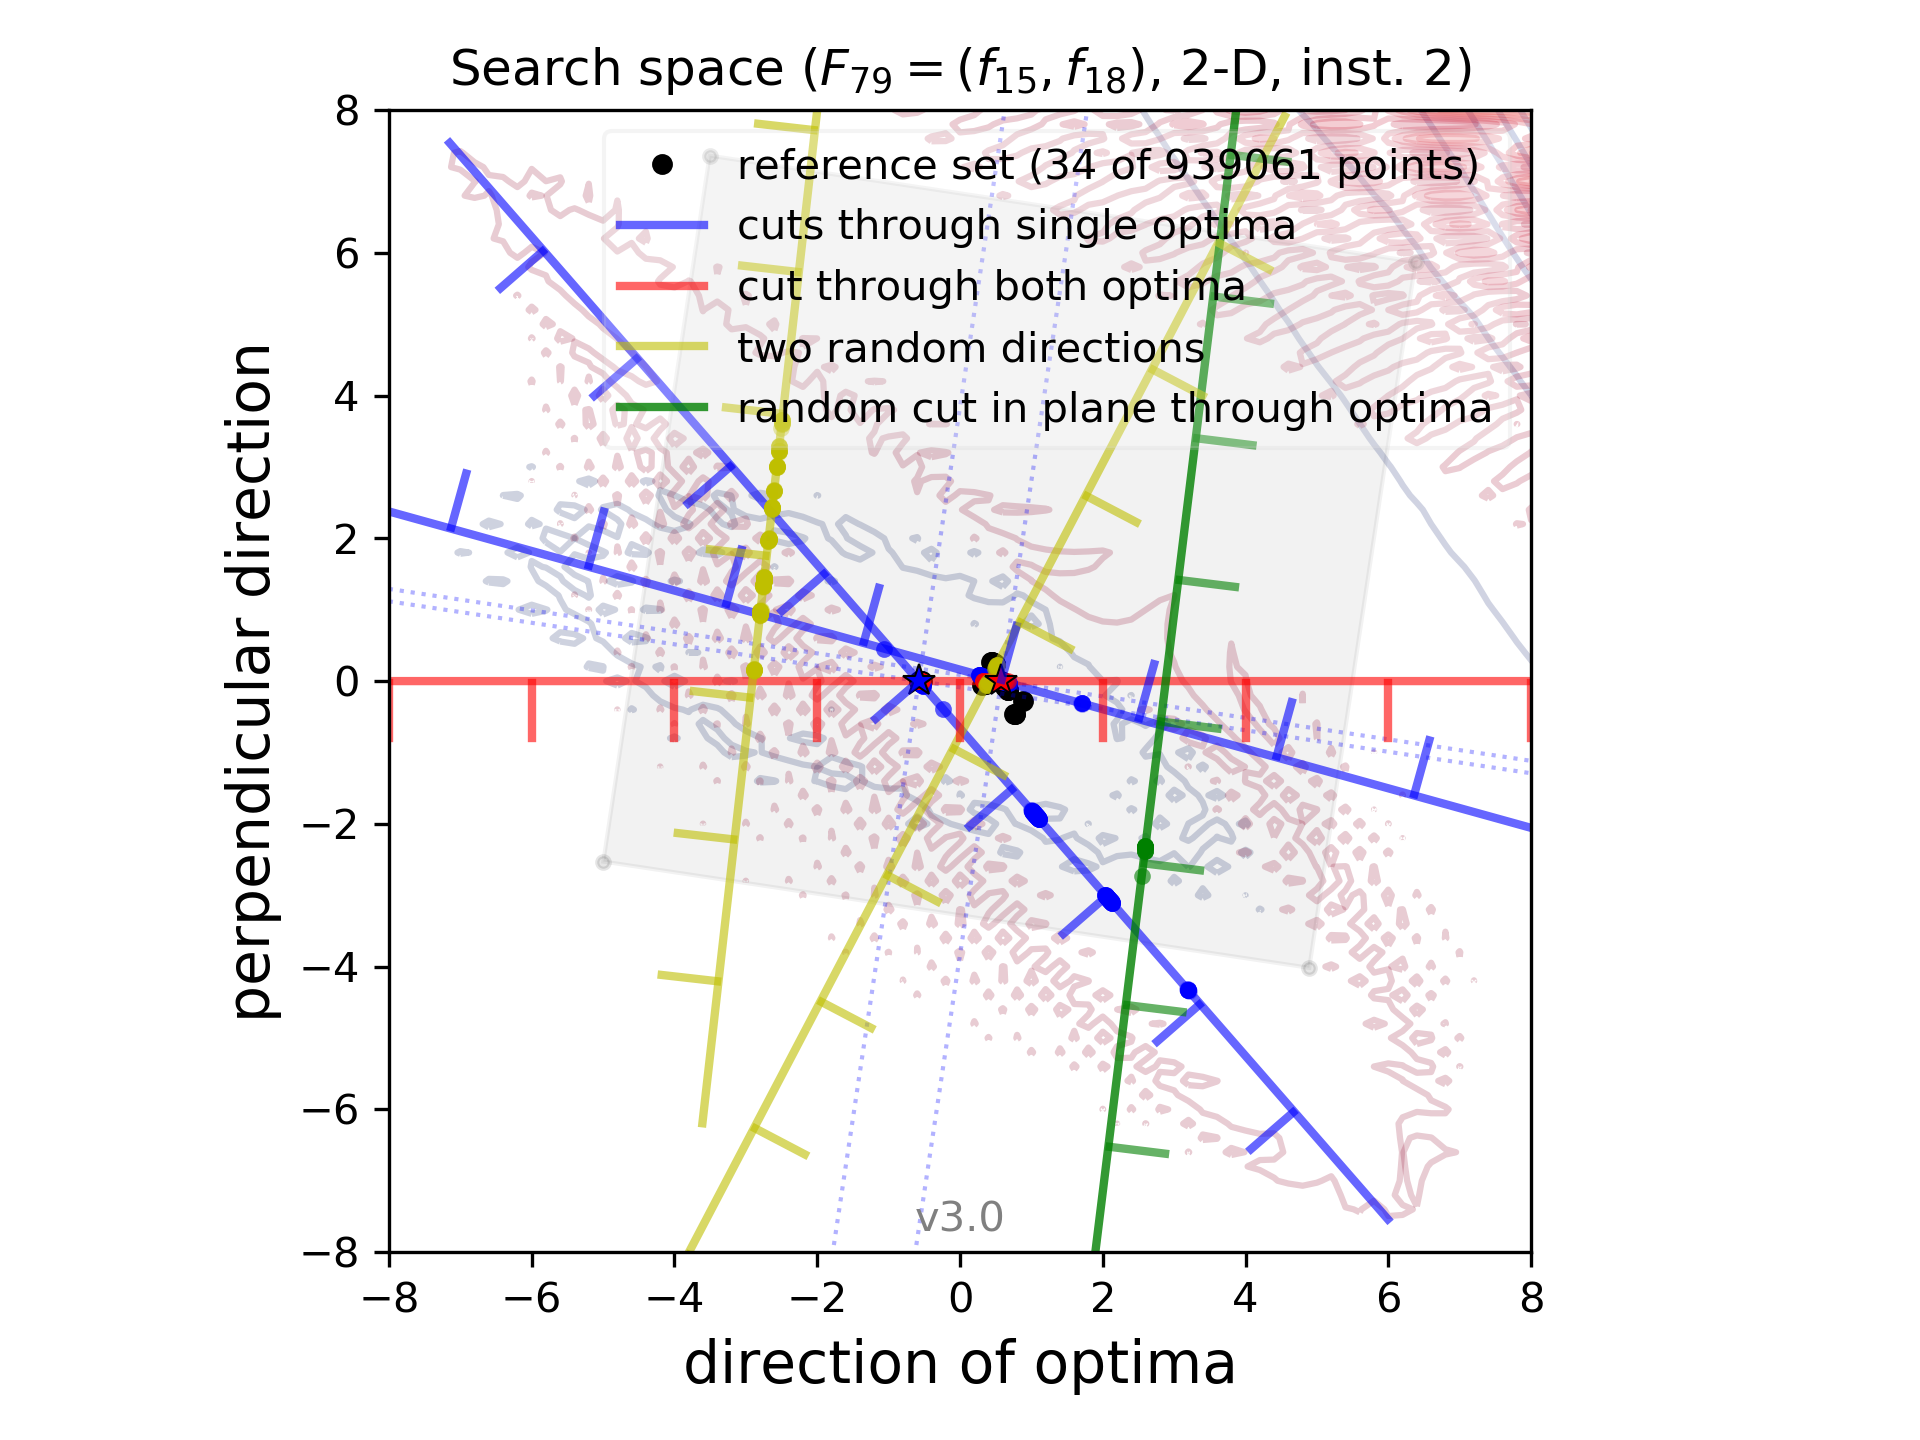 Search space (F79 = (f15, f18), 2-D, inst. 2)
reference set (34 of 939061 points)
cuts through single optima
cut through both optima
two random directions
random cut in plane through optima
perpendicular direction
8
6
4
2
0
−2
−4
−6
−8
v3.0
−8 −6 −4 −2 0 2 4 6 8
direction of optima